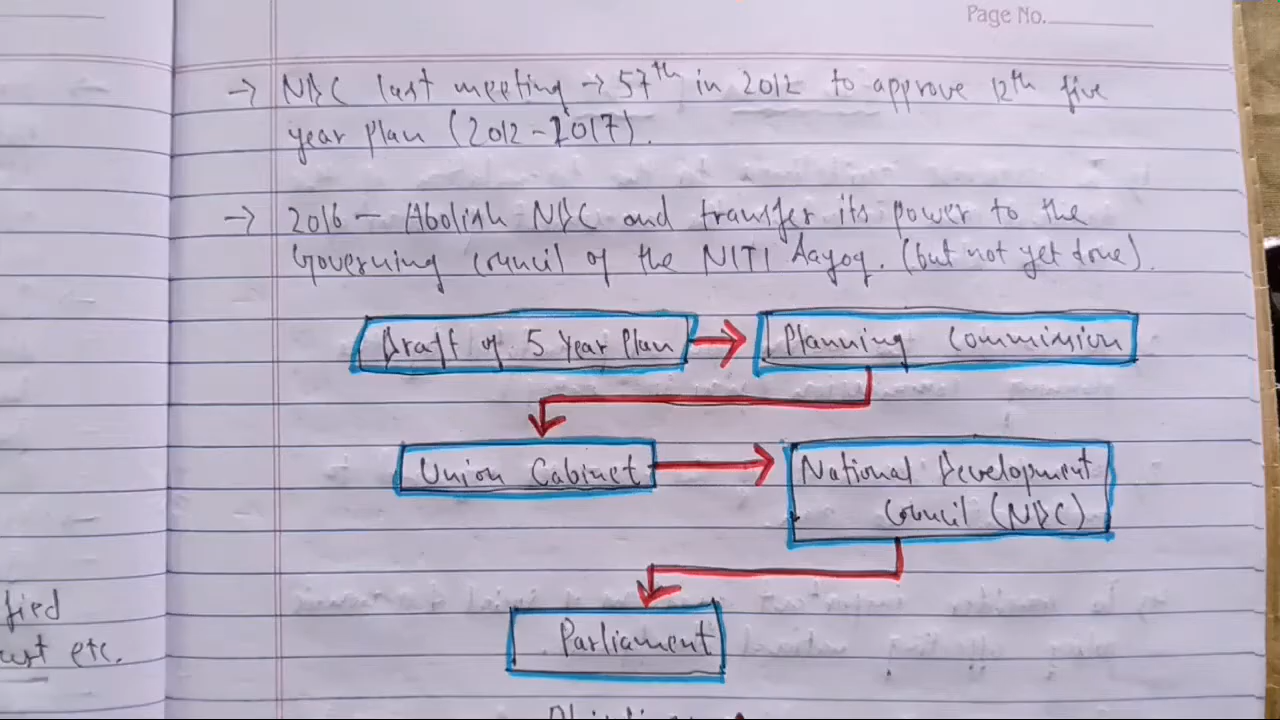 Page No.
→ NDC last meeting → 57th in 2012 to approve 12th five
year plan (2012-2017).
→ 2016 – Abolish NDC and transfer its power to the
Governing council of the NITI Aayog. (but not yet done).
Draft of 5 Year Plan → Planning Commission
Union Cabinet → National Development
Council (NDC)
Parliament
fied
etc.